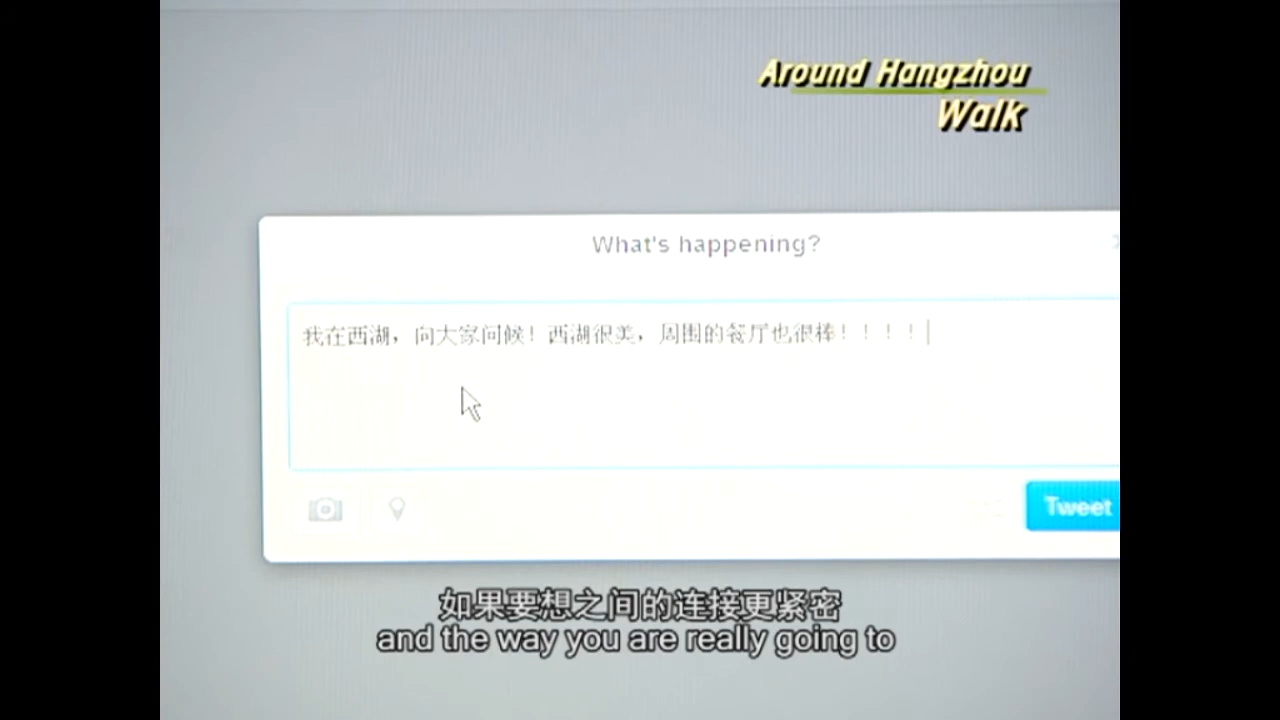 Around Hangzhou
Walk
What's happening?
我在西湖，向大家问候！西湖很美，周围的餐厅也很棒！！！！
Tweet
如果要想之间的连接更紧密
and the way you are really going to